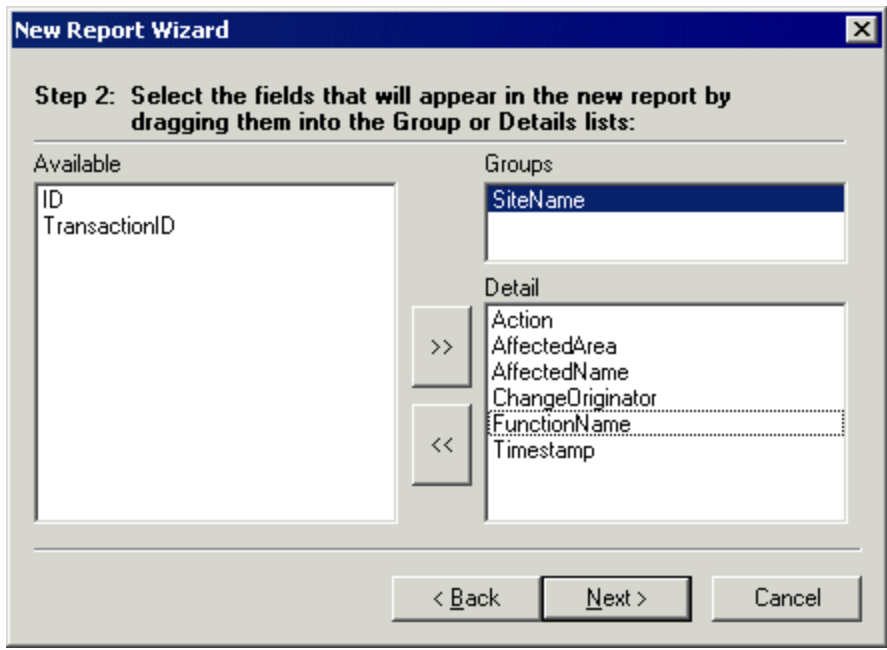 New Report Wizard
Step 2: Select the fields that will appear in the new report by
dragging them into the Group or Details lists:
Available
ID
TransactionID
Groups
SiteName
Detail
Action
AffectedArea
AffectedName
ChangeOriginator
FunctionName
Timestamp
>>
<<
< Back
Next >
Cancel